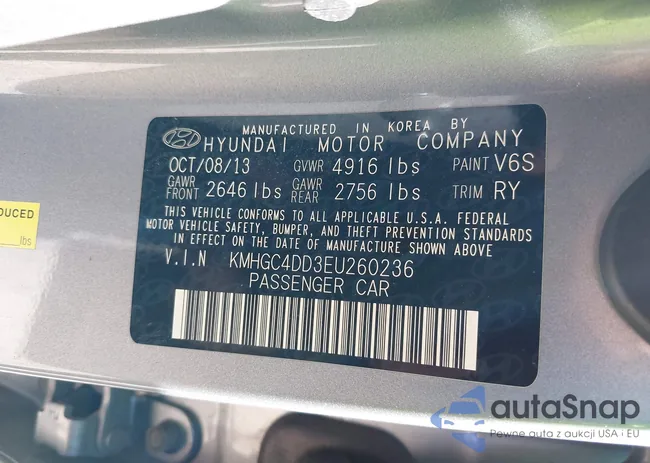 MANUFACTURED IN KOREA BY
HYUNDAI MOTOR COMPANY
OCT/08/13 GVWR 4916 lbs PAINT V6S
GAWR FRONT 2646 lbs GAWR REAR 2756 lbs TRIM RY
THIS VEHICLE CONFORMS TO ALL APPLICABLE U.S.A. FEDERAL
MOTOR VEHICLE SAFETY, BUMPER, AND THEFT PREVENTION STANDARDS
IN EFFECT ON THE DATE OF MANUFACTURE SHOWN ABOVE
V.I.N KMHGC4DD3EU260236
PASSENGER CAR
ODUCED
lbs
autaSnap
Pewne auta z aukcji USA i EU